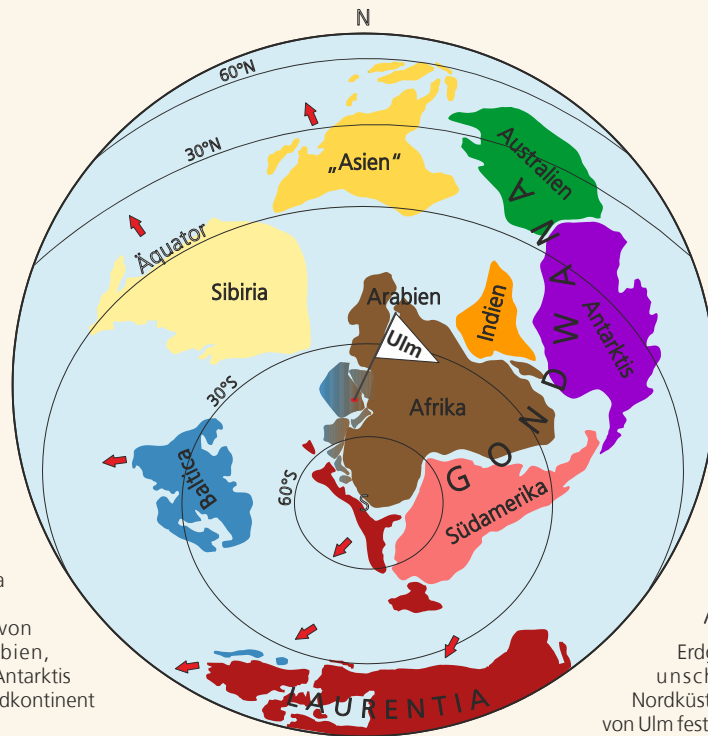 N
60°N
30°N
„Asien“
Australien
Äquator
Sibiria
Arabien
Indien
Antarktis
Ulm
30°S
Afrika
GONDWANA
Baltica
60°S
S
Südamerika
LAURENTIA
a
von
bien,
Antarktis
dkontinent
A
Erdg
unsch
Nordküst
von Ulm fest